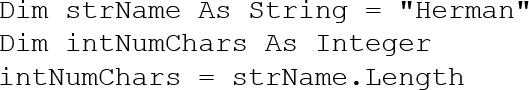 Dim strName As String = "Herman"
Dim intNumChars As Integer
intNumChars = strName.Length